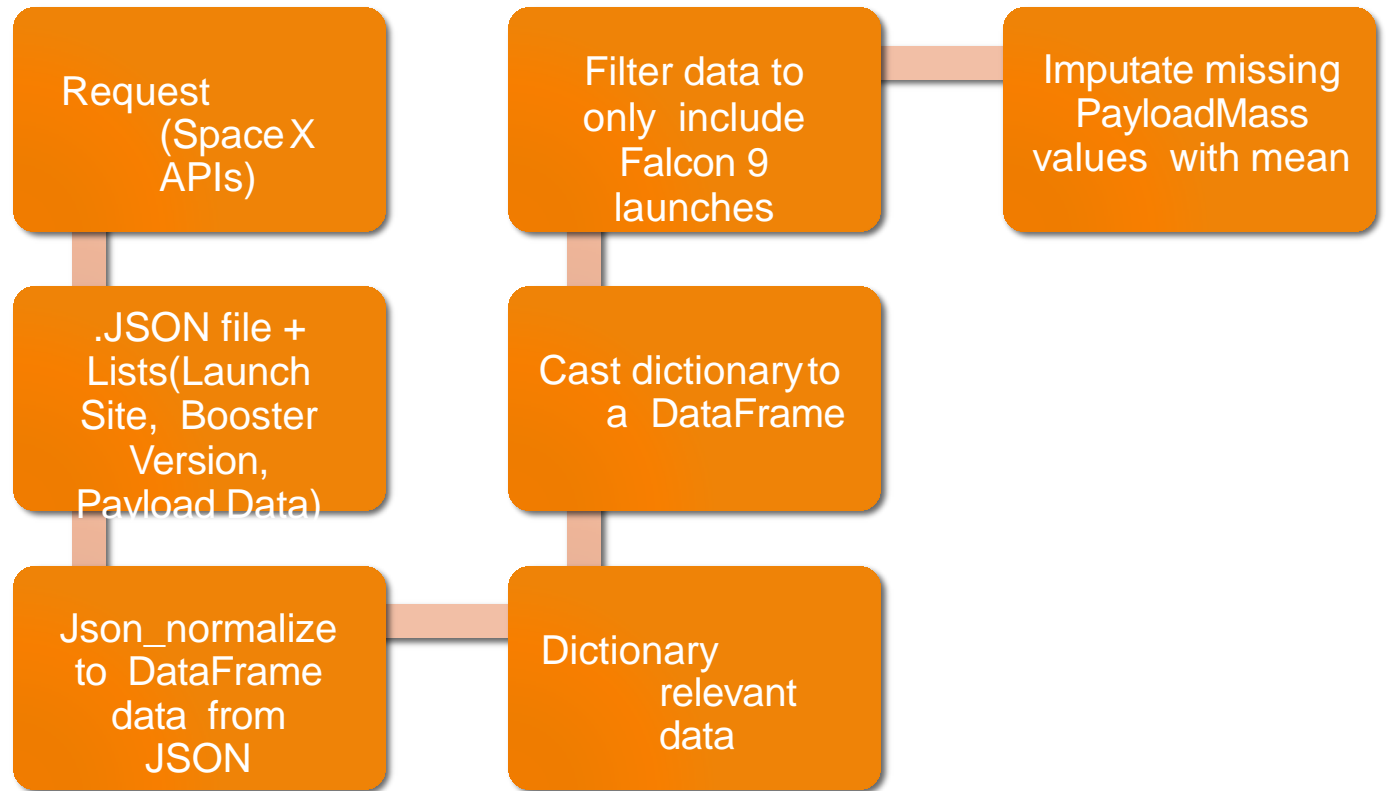 Request
(Space X
APIs)
.JSON file +
Lists(Launch
Site, Booster
Version,
Payload Data)
Json_normalize
to DataFrame
data from
JSON
Dictionary
relevant
data
Cast dictionary to
a DataFrame
Filter data to
only include
Falcon 9
launches
Imputate missing
PayloadMass
values with mean